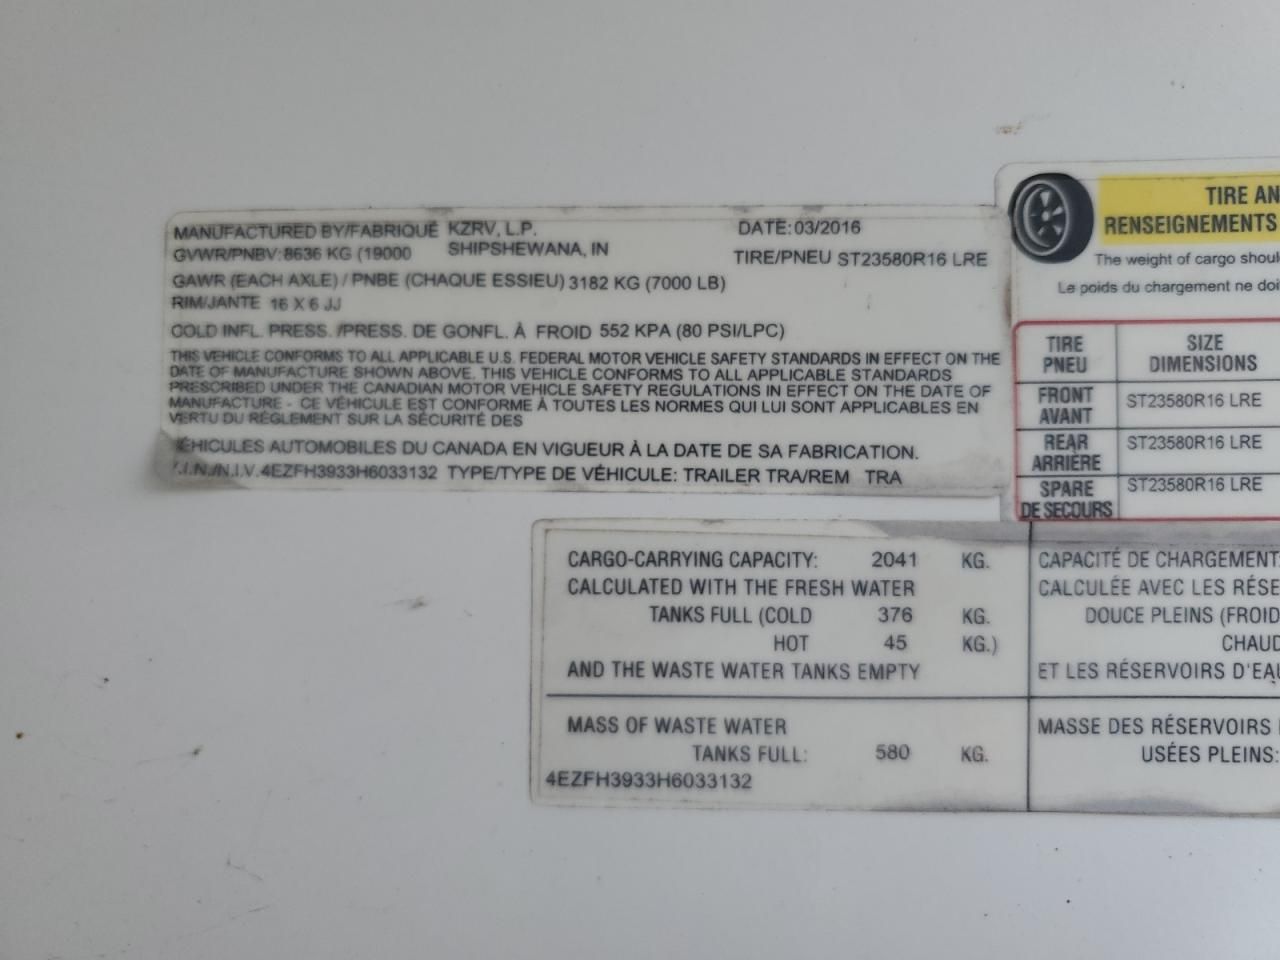 MANUFACTURED BY/FABRIQUÉ KZRV, L.P. DATE: 03/2016
GVWR/PNBV: 8636 KG (19000 SHIPSHEWANA, IN TIRE/PNEU ST23580R16 LRE
GAWR (EACH AXLE) / PNBE (CHAQUE ESSIEU) 3182 KG (7000 LB)
RIM/JANTE 16 X 6 JJ
COLD INFL. PRESS. /PRESS. DE GONFL. À FROID 552 KPA (80 PSI/LPC)
THIS VEHICLE CONFORMS TO ALL APPLICABLE U.S. FEDERAL MOTOR VEHICLE SAFETY STANDARDS IN EFFECT ON THE
DATE OF MANUFACTURE SHOWN ABOVE. THIS VEHICLE CONFORMS TO ALL APPLICABLE STANDARDS
PRESCRIBED UNDER THE CANADIAN MOTOR VEHICLE SAFETY REGULATIONS IN EFFECT ON THE DATE OF
MANUFACTURE - CE VÉHICULE EST CONFORME À TOUTES LES NORMES QUI LUI SONT APPLICABLES EN
VERTU DU RÉGLEMENT SUR LA SÉCURITÉ DES
VÉHICULES AUTOMOBILES DU CANADA EN VIGUEUR À LA DATE DE SA FABRICATION.
V.I.N./N.I.V. 4EZFH3933H6033132 TYPE/TYPE DE VÉHICULE: TRAILER TRA/REM TRA
TIRE AN
RENSEIGNEMENTS
The weight of cargo shoul
Le poids du chargement ne doi
TIRE SIZE
PNEU DIMENSIONS
FRONT ST23580R16 LRE
AVANT
REAR ST23580R16 LRE
ARRIÈRE
SPARE ST23580R16 LRE
DE SECOURS
CARGO-CARRYING CAPACITY: 2041 KG.
CALCULATED WITH THE FRESH WATER
TANKS FULL (COLD 376 KG.
HOT 45 KG.)
AND THE WASTE WATER TANKS EMPTY
MASS OF WASTE WATER
TANKS FULL: 580 KG.
4EZFH3933H6033132
CAPACITÉ DE CHARGEMENT:
CALCULÉE AVEC LES RÉSE
DOUCE PLEINS (FROID
CHAUD
ET LES RÉSERVOIRS D'EAU
MASSE DES RÉSERVOIRS
USÉES PLEINS: